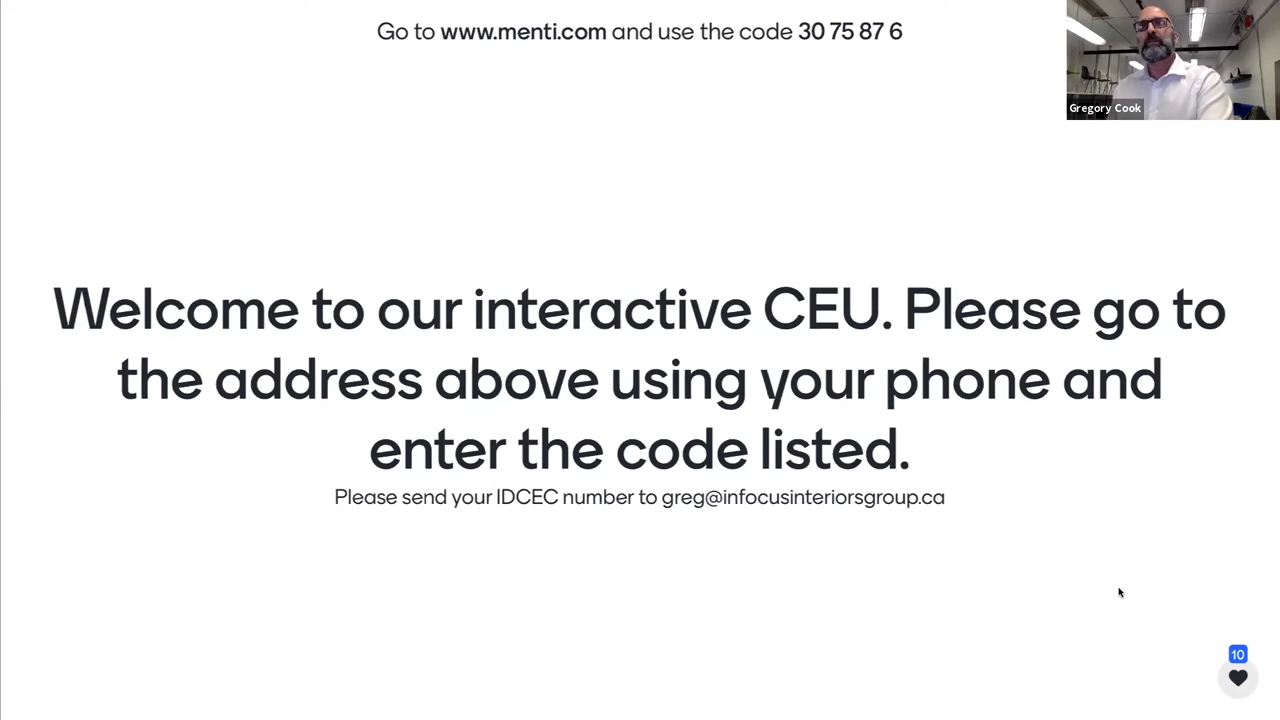 Go to www.menti.com and use the code 30 75 87 6
Gregory Cook
Welcome to our interactive CEU. Please go to
the address above using your phone and
enter the code listed.
Please send your IDCEC number to greg@infocusinteriorsgroup.ca
10